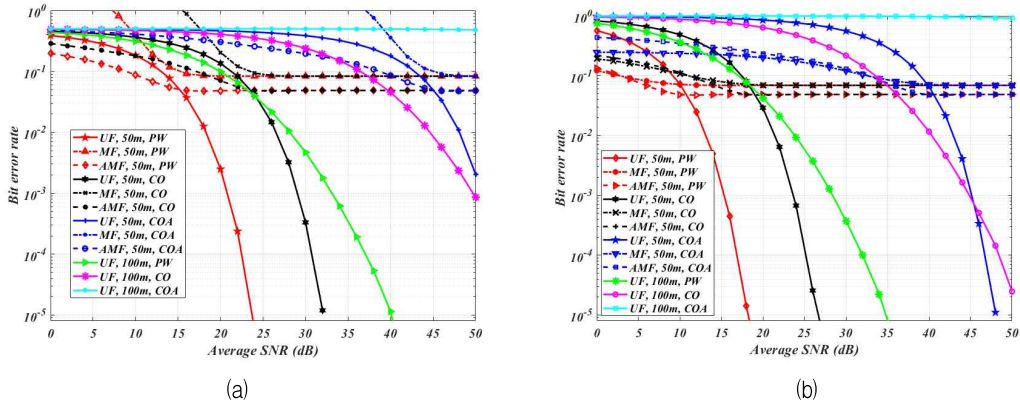 10^0
10^-1
10^-2
10^-3
10^-4
10^-5
Bit error rate
UF, 50m, PW
MF, 50m, PW
AMF, 50m, PW
UF, 50m, CO
MF, 50m, CO
AMF, 50m, CO
UF, 50m, COA
MF, 50m, COA
AMF, 50m, COA
UF, 100m, PW
UF, 100m, CO
UF, 100m, COA
0 5 10 15 20 25 30 35 40 45 50
Average SNR (dB)
(a)
10^0
10^-1
10^-2
10^-3
10^-4
10^-5
Bit error rate
UF, 50m, PW
MF, 50m, PW
AMF, 50m, PW
UF, 50m, CO
MF, 50m, CO
AMF, 50m, CO
UF, 50m, COA
MF, 50m, COA
AMF, 50m, COA
UF, 100m, PW
UF, 100m, CO
UF, 100m, COA
0 5 10 15 20 25 30 35 40 45 50
Average SNR (dB)
(b)